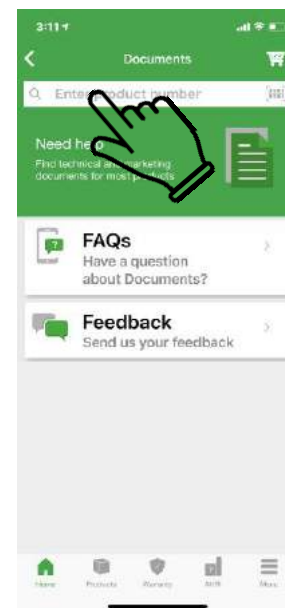 3:11
Documents
Enter product number
Need help
Find technical and marketing
documents for most products
FAQs
Have a question
about Documents?
Feedback
Send us your feedback
Home Products Warranty AHRI More